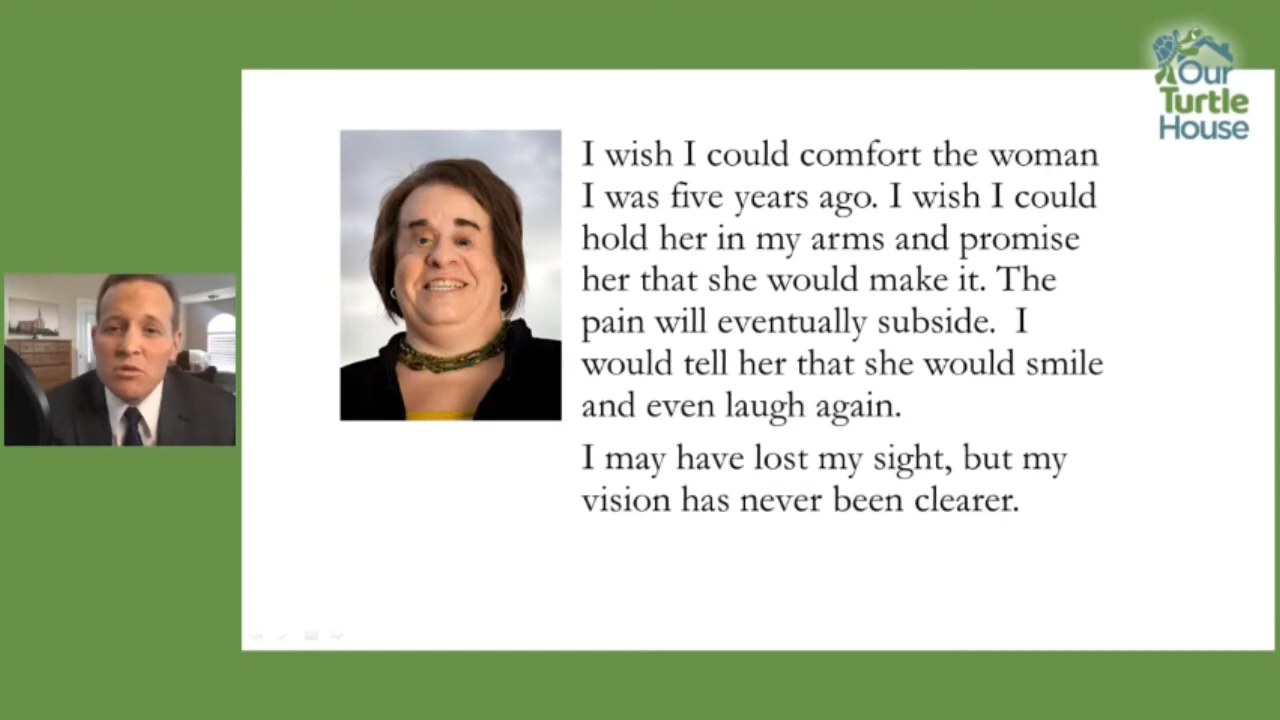 Our
Turtle
House
I wish I could comfort the woman
I was five years ago. I wish I could
hold her in my arms and promise
her that she would make it. The
pain will eventually subside.  I
would tell her that she would smile
and even laugh again.
I may have lost my sight, but my
vision has never been clearer.